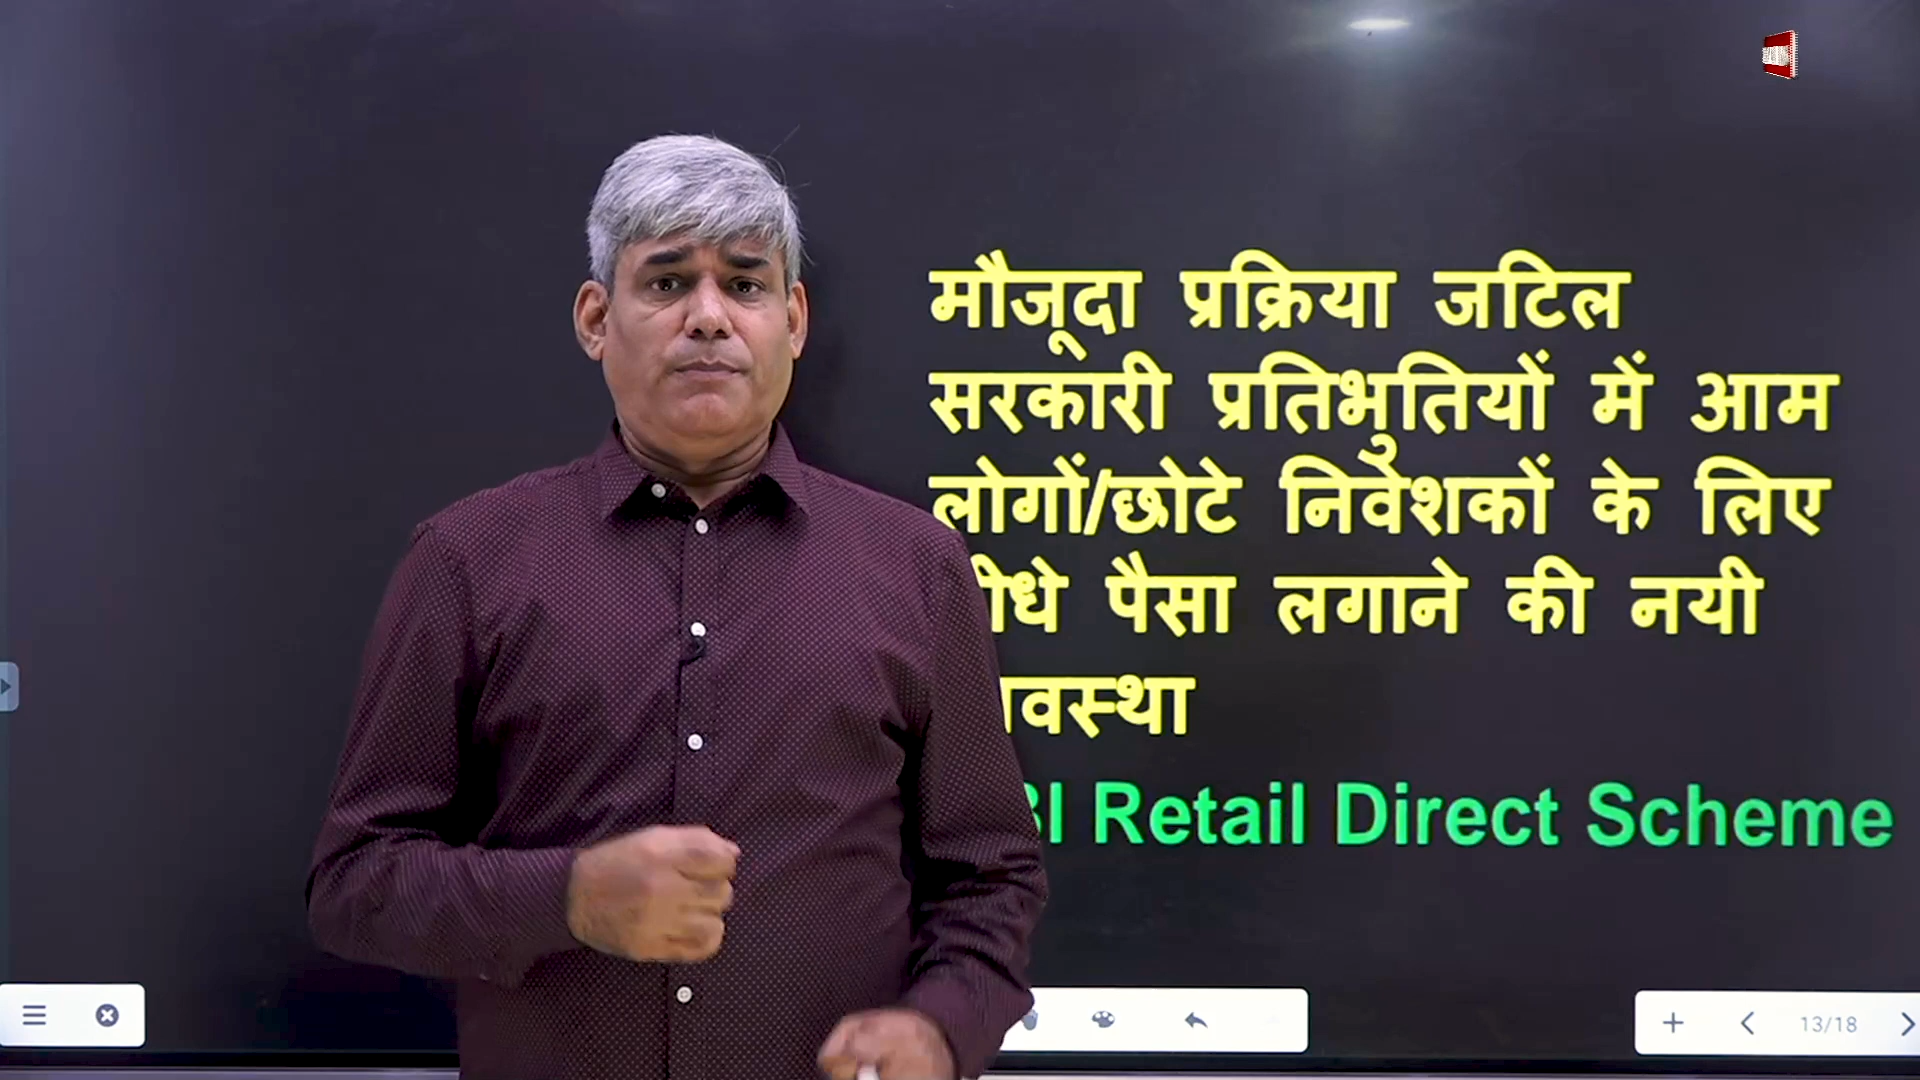 मौजूदा प्रक्रिया जटिल
सरकारी प्रतिभुतियों में आम
लोगों/छोटे निवेशकों के लिए
पैसा लगाने की नयी
Retail Direct Scheme
13/18